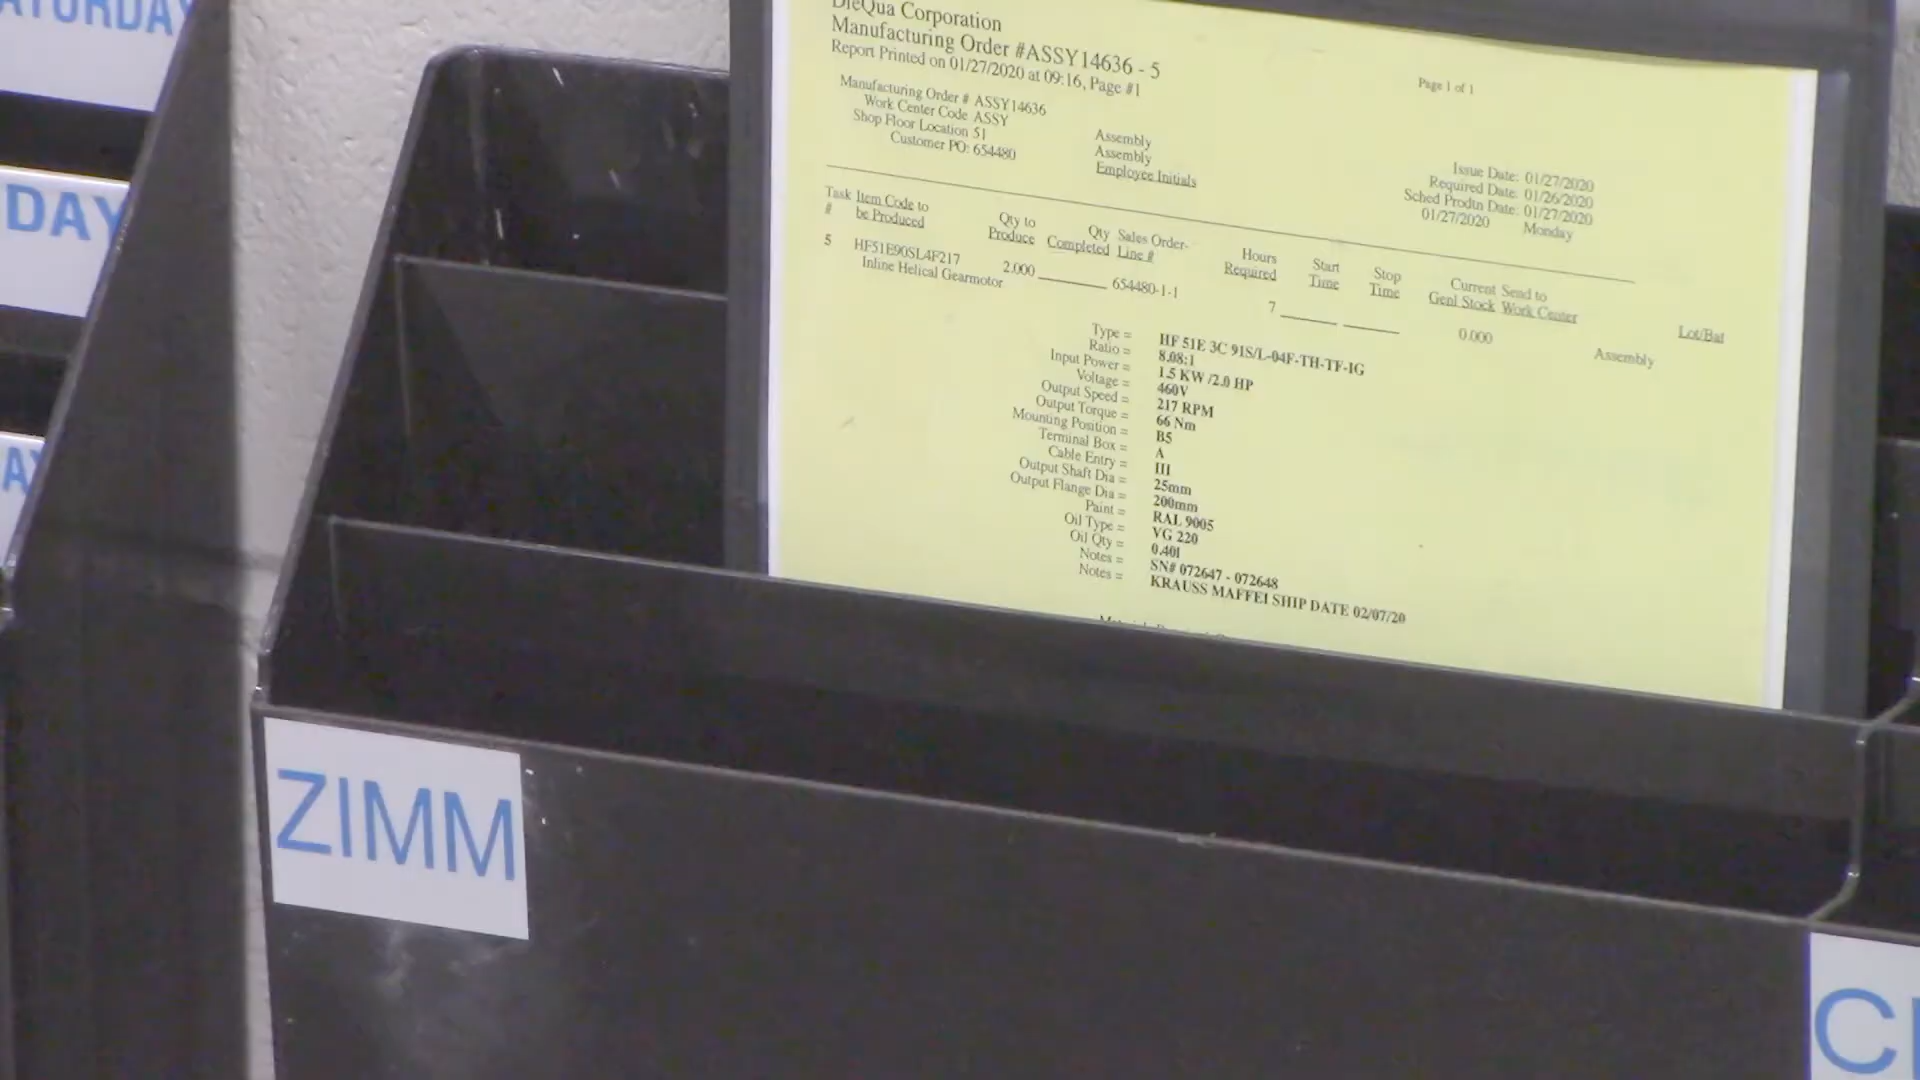 ATURDAY
DAY
AY
DieQua Corporation
Manufacturing Order #ASSY14636 - 5
Report Printed on 01/27/2020 at 09:16, Page #1
Page 1 of 1
Manufacturing Order # ASSY14636
Work Center Code ASSY Assembly
Shop Floor Location 51 Assembly
Customer PO: 654480 Employee Initials
Issue Date: 01/27/2020
Required Date: 01/26/2020
Sched Prodtn Date: 01/27/2020
01/27/2020 Monday
Task # Item Code to be Produced Qty to Produce Qty Completed Sales Order-Line # Hours Required Start Time Stop Time Current Genl Stock Send to Work Center Lot/Bat
5 HF51E90SL4F217 2.000 654480-1-1 7 0.000 Assembly
Inline Helical Gearmotor
Type = HF 51E 3C 91S/L-04F-TH-TF-IG
Ratio = 8.08:1
Input Power = 1.5 KW /2.0 HP
Voltage = 460V
Output Speed = 217 RPM
Output Torque = 66 Nm
Mounting Position = B5
Terminal Box = A
Cable Entry = III
Output Shaft Dia = 25mm
Output Flange Dia = 200mm
Paint = RAL 9005
Oil Type = VG 220
Oil Qty = 0.40l
Notes = SN# 072647 - 072648
Notes = KRAUSS MAFFEI SHIP DATE 02/07/20
ZIMM